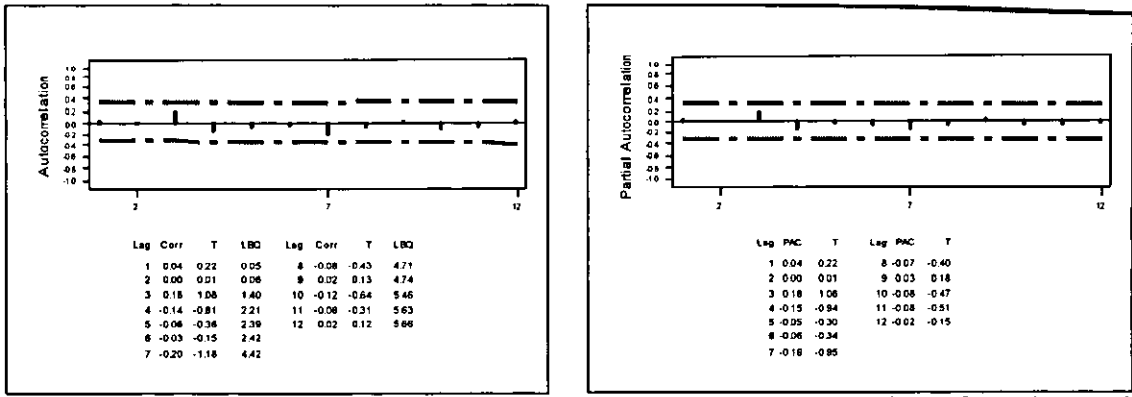 Autocorrelation
1.0
0.8
0.6
0.4
0.2
0.0
-0.2
-0.4
-0.6
-0.8
-1.0
2 7 12
Lag Corr T LBQ Lag Corr T LBQ
1 0.04 0.22 0.05 8 -0.08 -0.43 4.71
2 0.00 0.01 0.06 9 0.02 0.13 4.74
3 0.18 1.08 1.40 10 -0.12 -0.64 5.46
4 -0.14 -0.81 2.21 11 -0.06 -0.31 5.63
5 -0.06 -0.36 2.39 12 0.02 0.12 5.66
6 -0.03 -0.15 2.42
7 -0.20 -1.18 4.42
Partial Autocorrelation
1.0
0.8
0.6
0.4
0.2
0.0
-0.2
-0.4
-0.6
-0.8
-1.0
2 7 12
Lag PAC T Lag PAC T
1 0.04 0.22 8 -0.07 -0.40
2 0.00 0.01 9 0.03 0.18
3 0.18 1.08 10 -0.08 -0.47
4 -0.15 -0.94 11 -0.08 -0.51
5 -0.05 -0.30 12 -0.02 -0.15
6 -0.06 -0.34
7 -0.16 -0.95